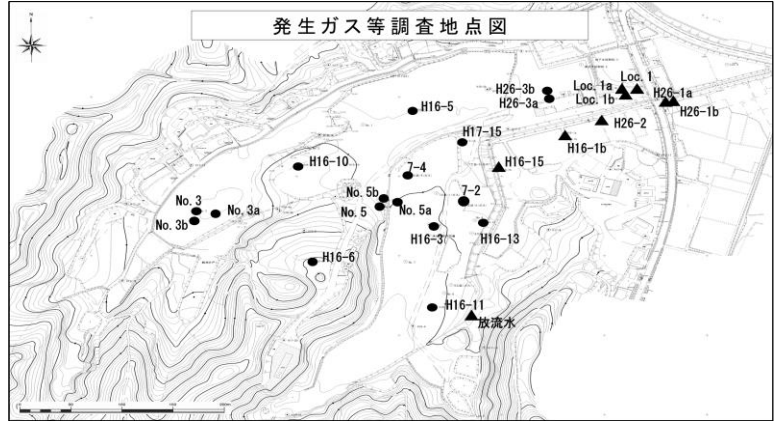 発生ガス等調査地点図
Loc. 1a
Loc. 1
H26-3b
H26-3a
Loc. 1b
H26-1a
H26-1b
H16-5
H26-2
H17-15
H16-1b
H16-10
7-4
H16-15
No. 5b
No. 3
No. 3a
No. 3b
No. 5
No. 5a
7-2
H16-3
H16-13
H16-6
H16-11
放流水